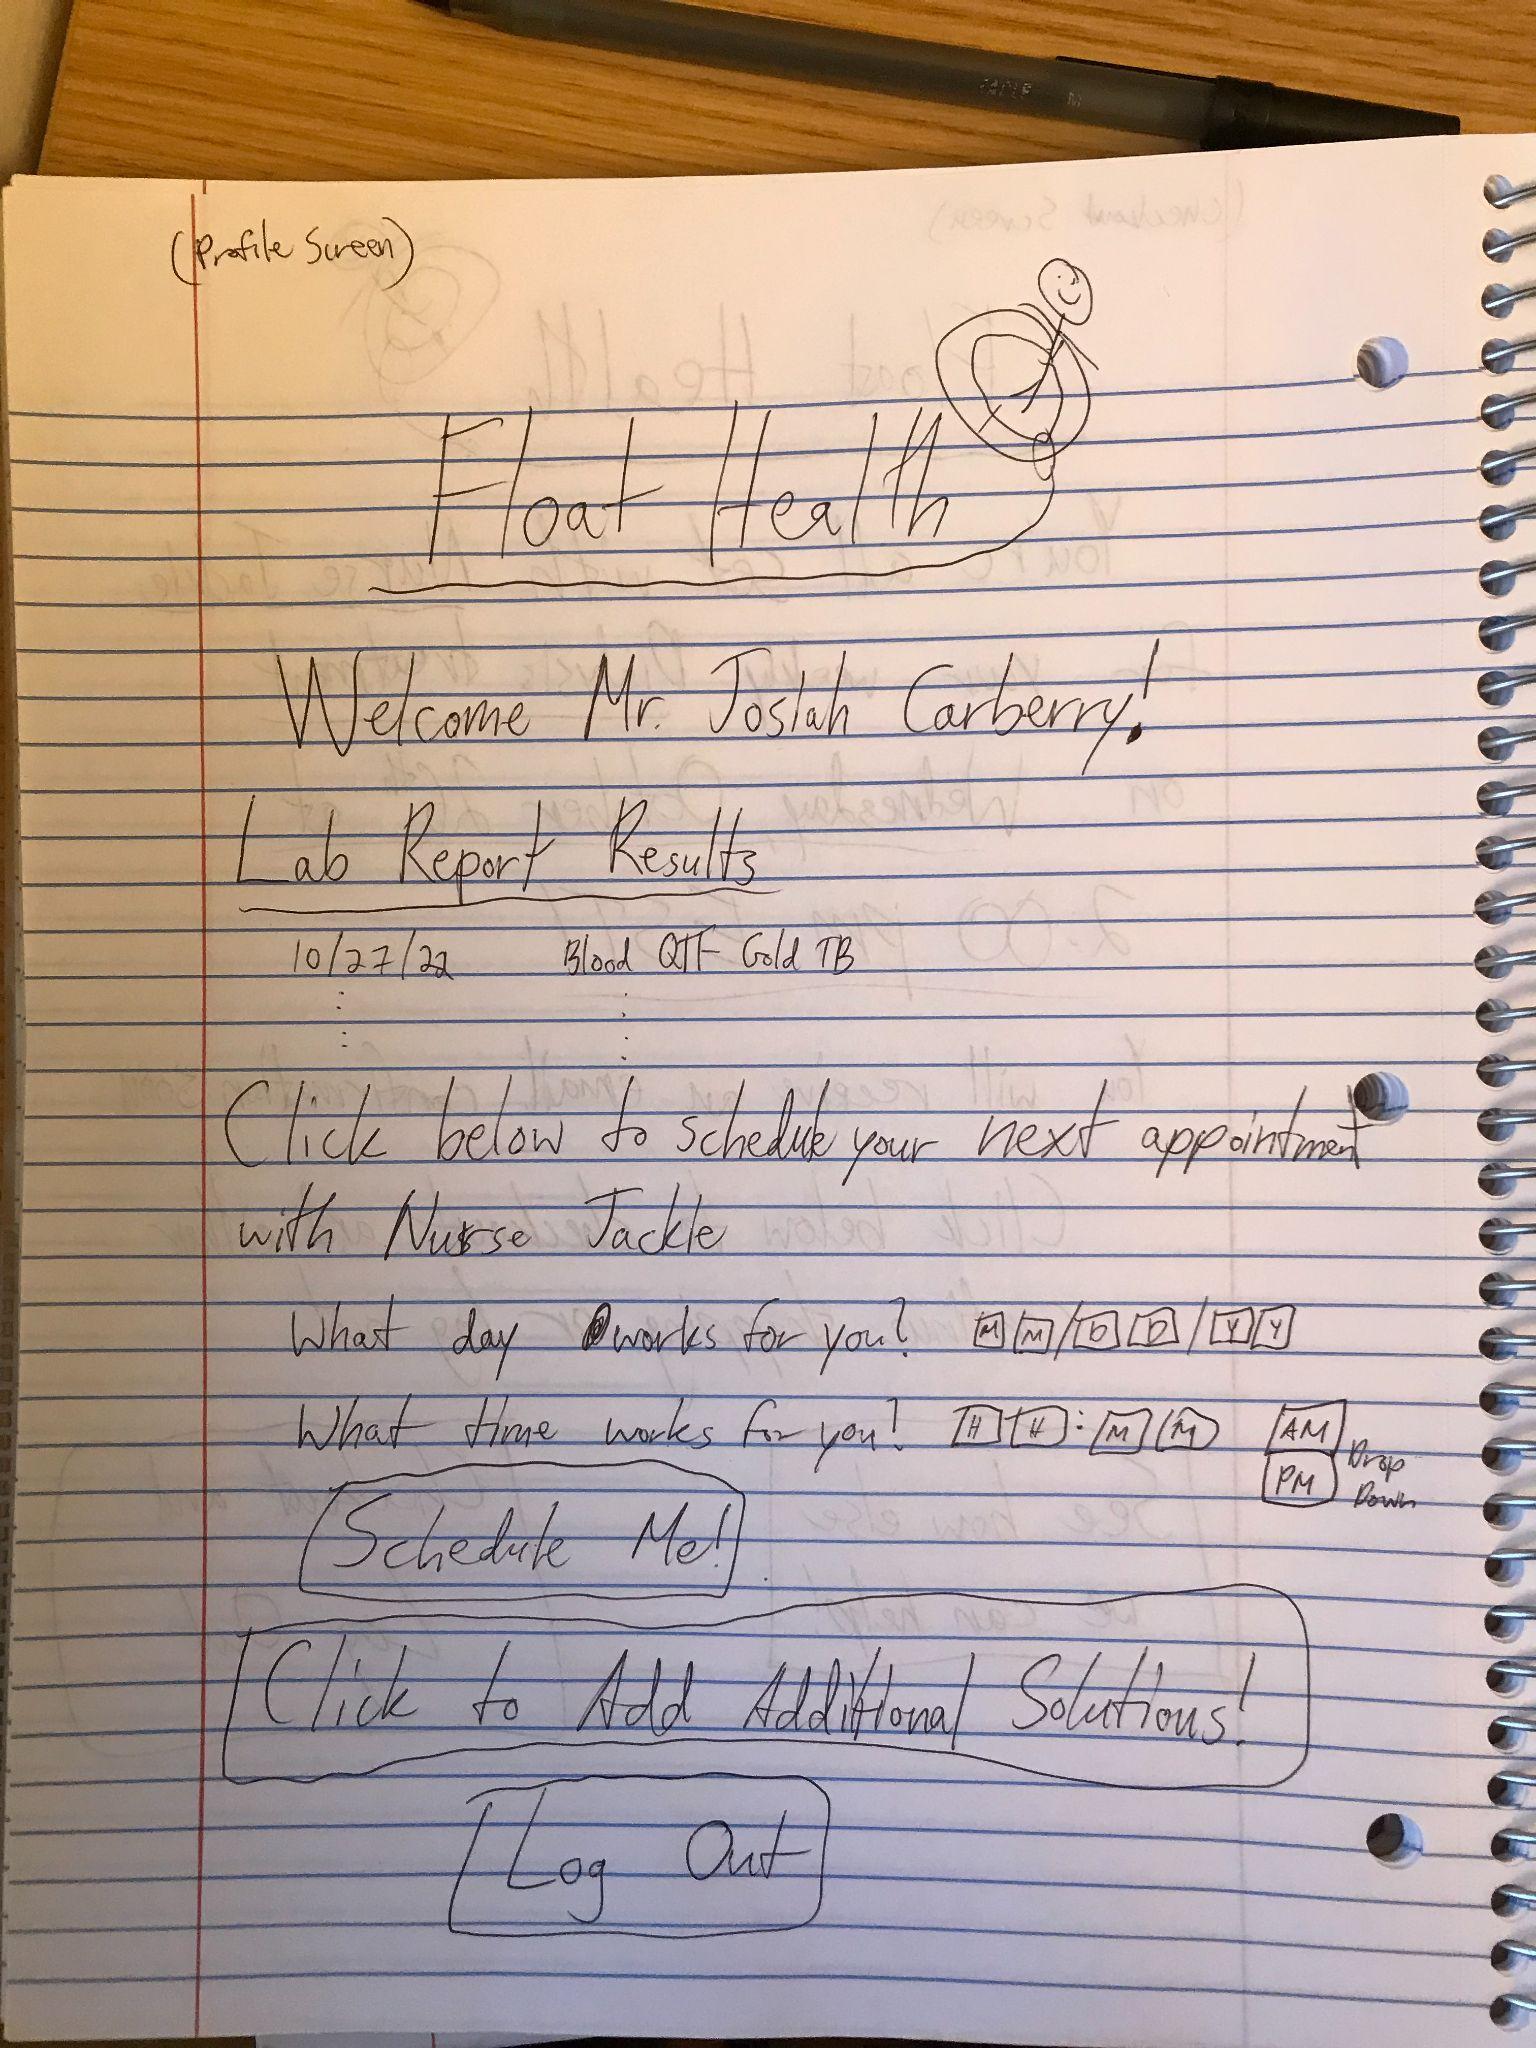 (Profile Screen)
Float Health
Welcome Mr. Josiah Carberry!
Lab Report Results
10/27/22 Blood QTF Gold TB
Click below to schedule your next appointment
with Nurse Jackie
What day works for you? M M / D D / Y Y
What time works for you? H H : M M AM
PM Drop
Down
Schedule Me!
Click to Add Additional Solutions!
Log Out